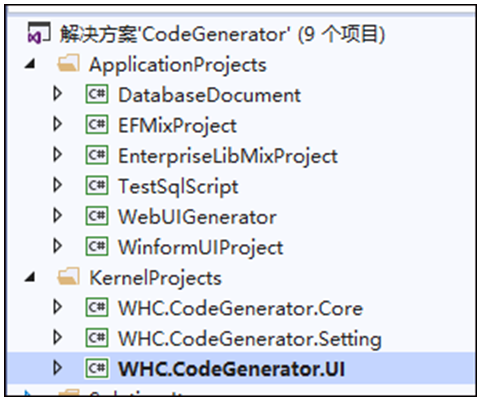 解决方案'CodeGenerator' (9 个项目)
ApplicationProjects
C# DatabaseDocument
C# EFMixProject
C# EnterpriseLibMixProject
C# TestSqlScript
C# WebUIGenerator
C# WinformUIProject
KernelProjects
C# WHC.CodeGenerator.Core
C# WHC.CodeGenerator.Setting
C# WHC.CodeGenerator.UI